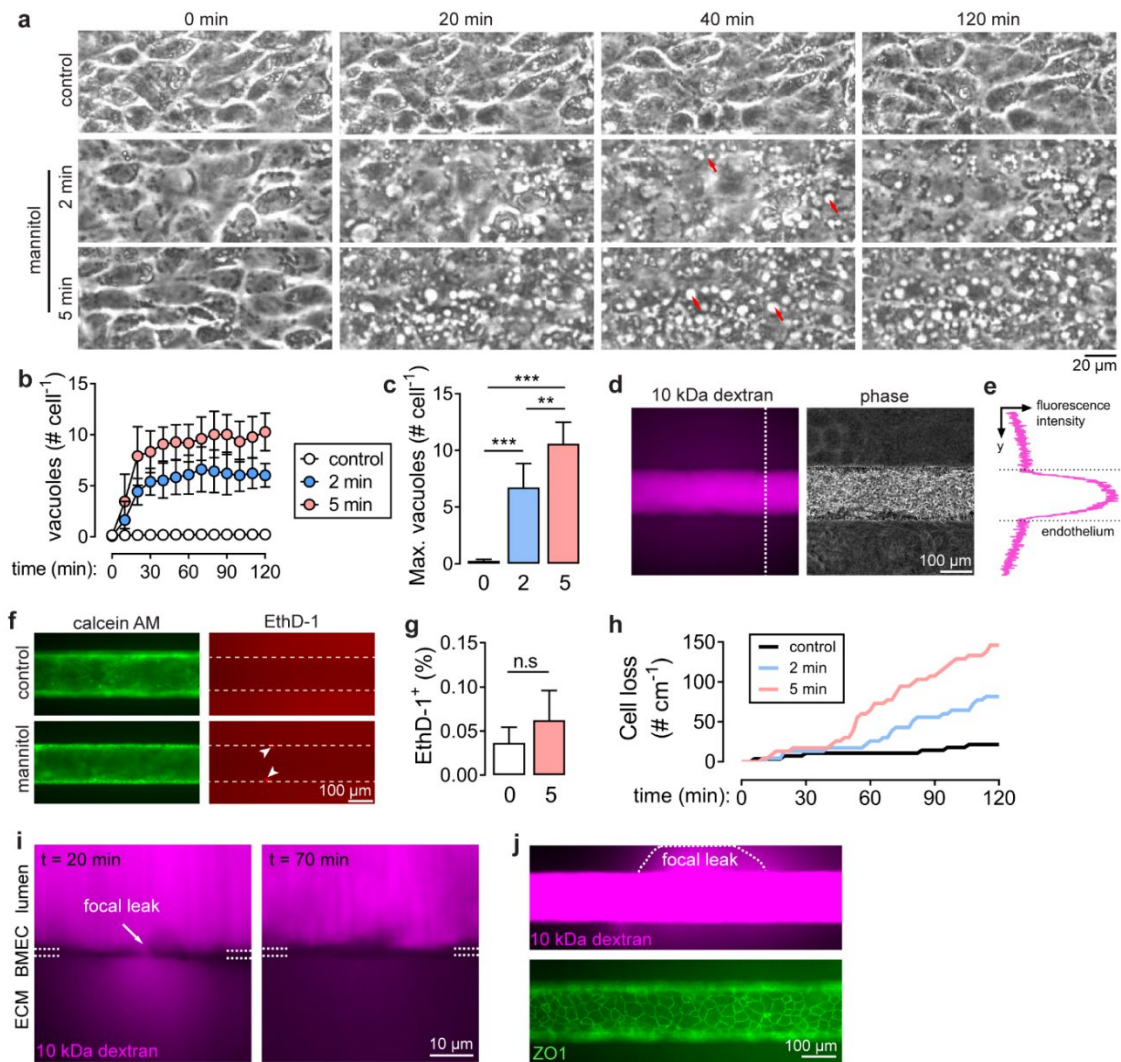 a
0 min 20 min 40 min 120 min
control
mannitol
2 min
5 min
20 µm
b
vacuoles (# cell⁻¹)
15
10
5
0
time (min): 0 30 60 90 120
control
2 min
5 min
c
Max. vacuoles (# cell⁻¹)
15
10
5
0
***
***
**
0 2 5
d
10 kDa dextran phase
100 µm
e
fluorescence
intensity
y
endothelium
f
calcein AM EthD-1
control
mannitol
100 µm
g
EthD-1⁺ (%)
0.15
0.10
0.05
0.00
n.s
0 5
h
Cell loss
(# cm⁻¹)
150
100
50
0
control
2 min
5 min
time (min): 0 30 60 90 120
i
t = 20 min t = 70 min
focal leak
ECM BMEC lumen
10 kDa dextran
10 µm
j
focal leak
10 kDa dextran
ZO1
100 µm